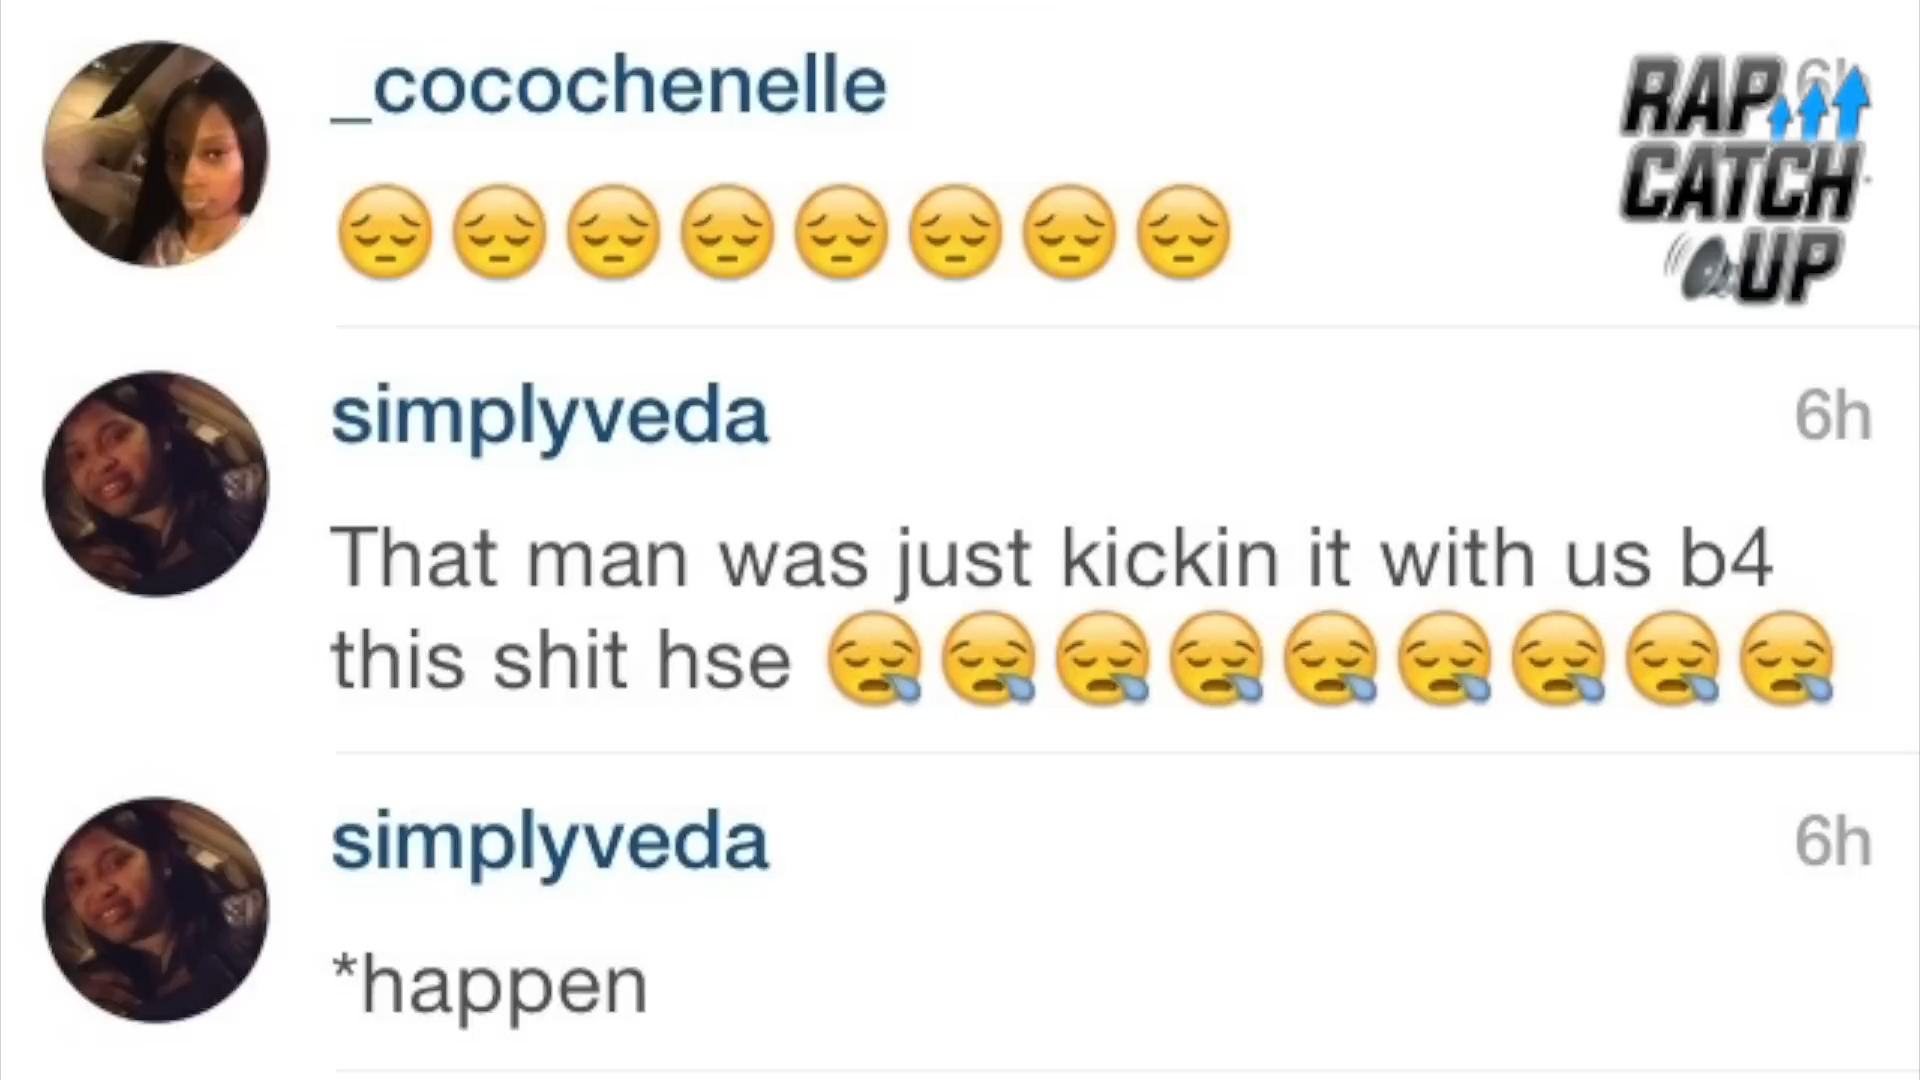 _cocochenelle
6h
RAP
CATCH
UP
😔😔😔😔😔😔😔😔
simplyveda
6h
That man was just kickin it with us b4
this shit hse 😪😪😪😪😪😪😪😪😪
simplyveda
6h
*happen